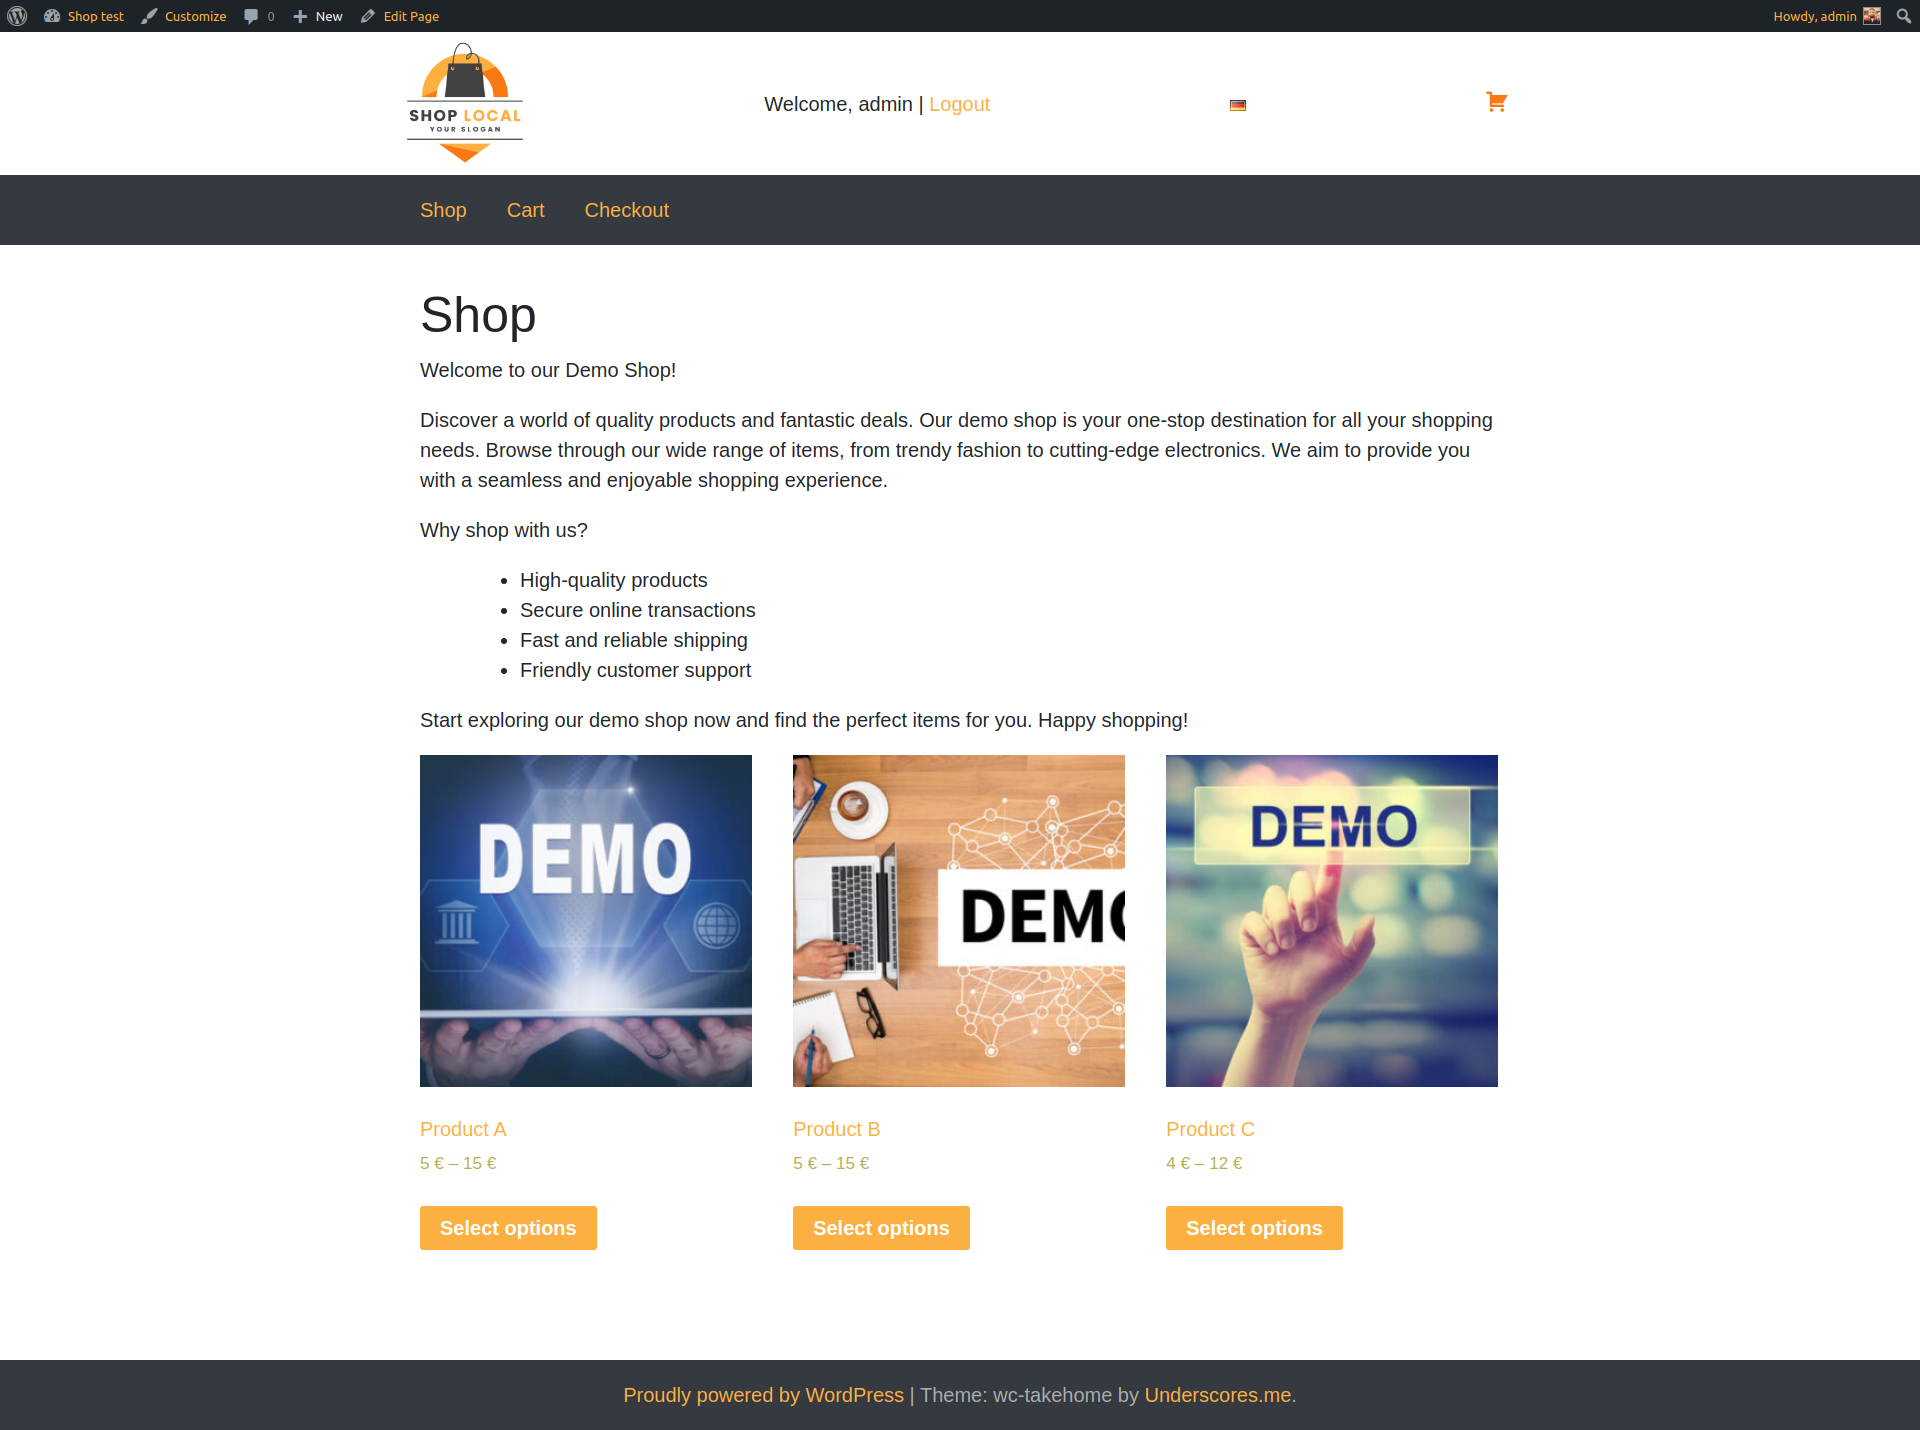 Shop test Customize 0 New Edit Page Howdy, admin
SHOP LOCAL
YOUR SLOGAN
Welcome, admin | Logout
Shop Cart Checkout
Shop
Welcome to our Demo Shop!
Discover a world of quality products and fantastic deals. Our demo shop is your one-stop destination for all your shopping
needs. Browse through our wide range of items, from trendy fashion to cutting-edge electronics. We aim to provide you
with a seamless and enjoyable shopping experience.
Why shop with us?
• High-quality products
• Secure online transactions
• Fast and reliable shipping
• Friendly customer support
Start exploring our demo shop now and find the perfect items for you. Happy shopping!
DEMO
DEMO
DEMO
Product A Product B Product C
5 € – 15 € 5 € – 15 € 4 € – 12 €
Select options Select options Select options
Proudly powered by WordPress | Theme: wc-takehome by Underscores.me.